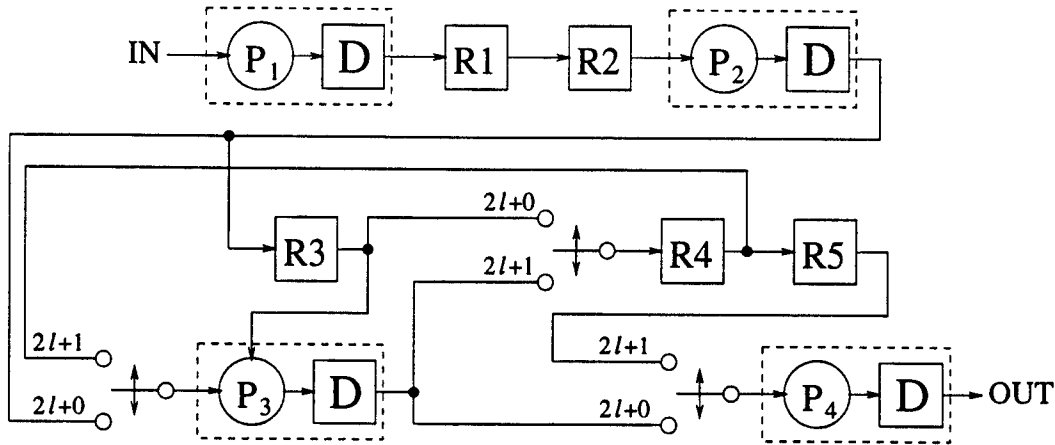 IN P₁ D R1 R2 P₂ D
2l+0
R3 R4 R5
2l+1
2l+1 2l+1
P₃ D P₄ D OUT
2l+0 2l+0